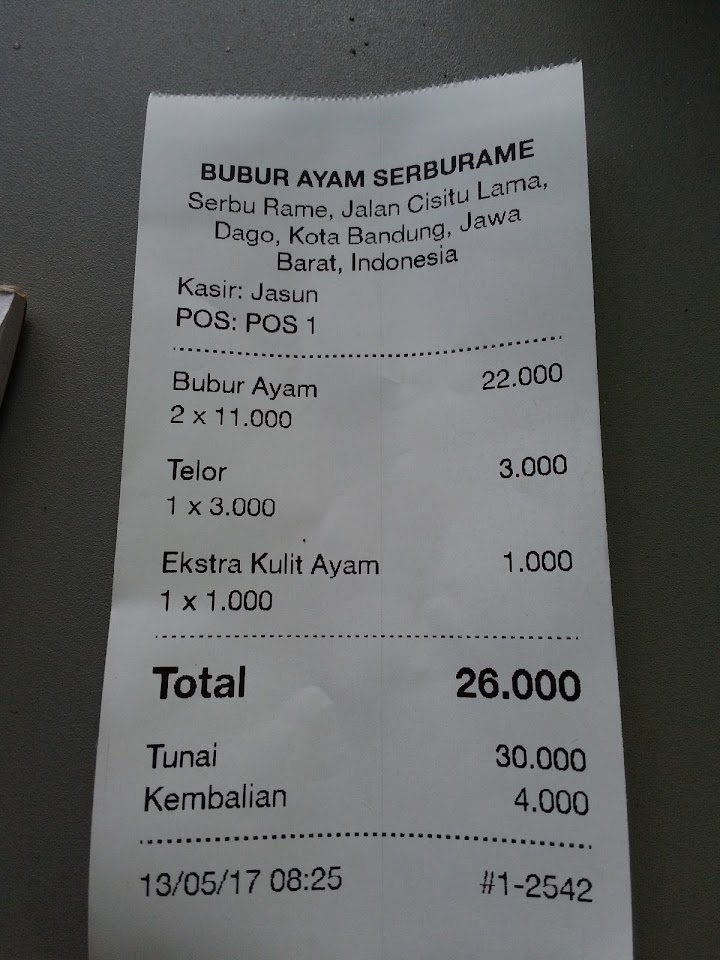 BUBUR AYAM SERBURAME
Serbu Rame, Jalan Cisitu Lama,
Dago, Kota Bandung, Jawa
Barat, Indonesia
Kasir: Jasun
POS: POS 1
Bubur Ayam 22.000
2 x 11.000
Telor 3.000
1 x 3.000
Ekstra Kulit Ayam 1.000
1 x 1.000
Total 26.000
Tunai 30.000
Kembalian 4.000
13/05/17 08:25 #1-2542